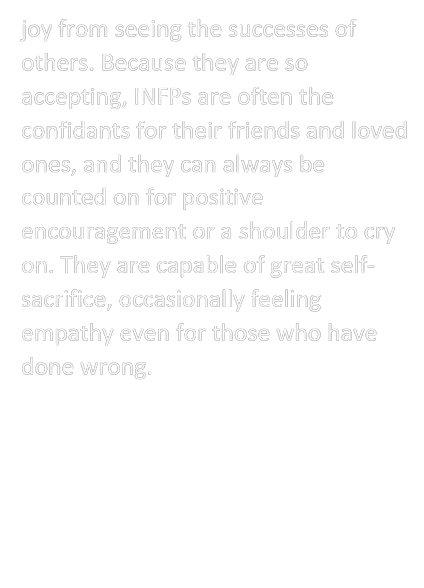 joy from seeing the successes of
others. Because they are so
accepting, INFPs are often the
confidants for their friends and loved
ones, and they can always be
counted on for positive
encouragement or a shoulder to cry
on. They are capable of great self-
sacrifice, occasionally feeling
empathy even for those who have
done wrong.